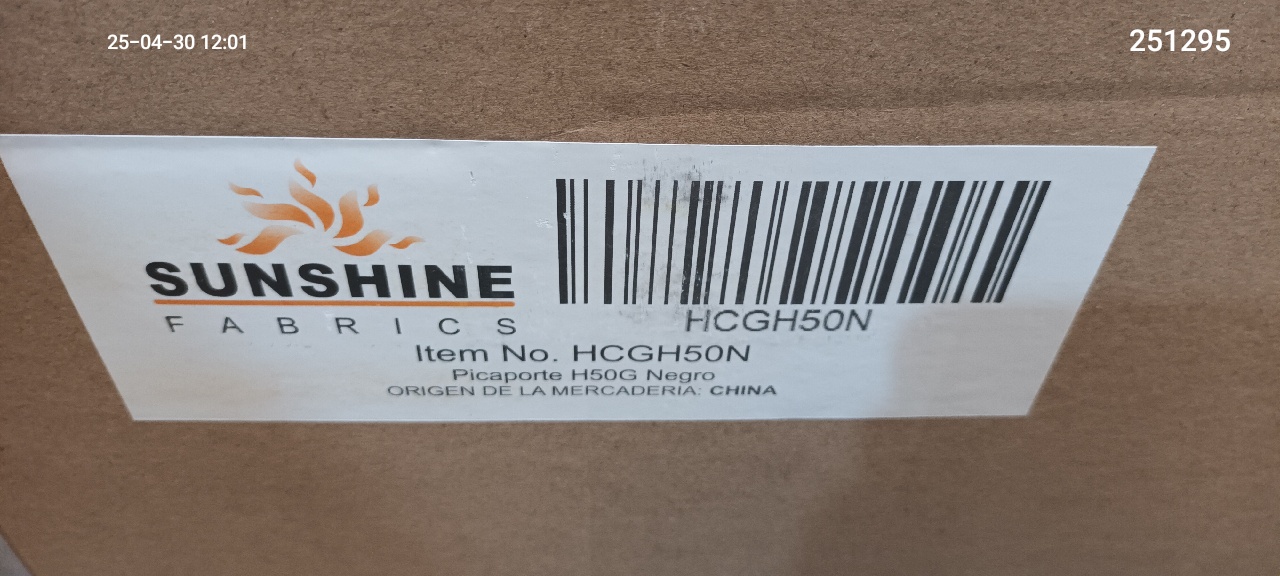 25-04-30 12:01
251295
SUNSHINE
FABRICS
HCGH50N
Item No. HCGH50N
Picaporte H50G Negro
ORIGEN DE LA MERCADERIA: CHINA